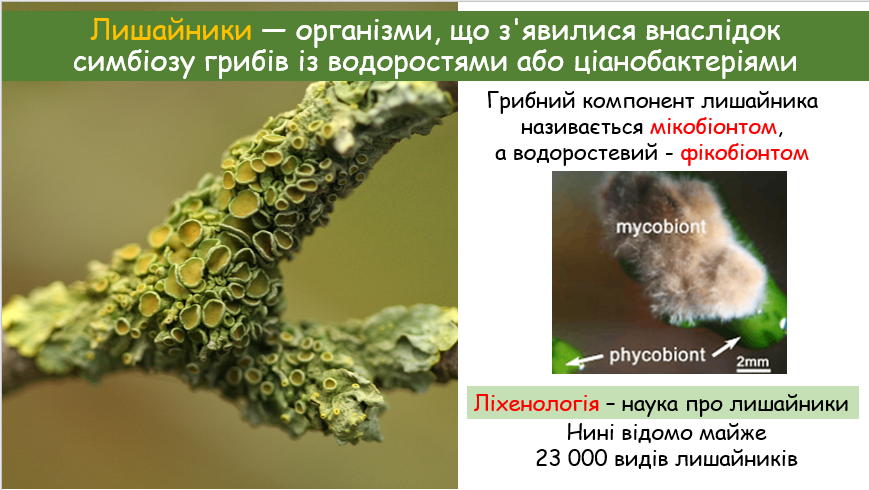 Лишайники — організми, що з'явилися внаслідок
симбіозу грибів із водоростями або ціанобактеріями
Грибний компонент лишайника
називається мікобіонтом,
а водоростевий - фікобіонтом
mycobiont
phycobiont
2mm
Ліхенологія – наука про лишайники
Нині відомо майже
23 000 видів лишайників